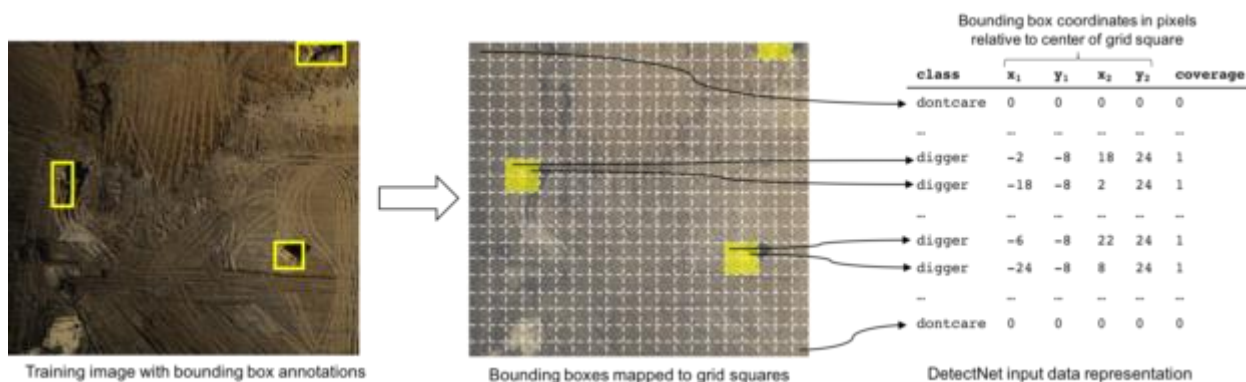 Bounding box coordinates in pixels
relative to center of grid square
class x₁ y₁ x₂ y₂ coverage
dontcare 0 0 0 0 0
… … … … … …
digger -2 -8 18 24 1
digger -18 -8 2 24 1
… … … … … …
digger -6 -8 22 24 1
digger -24 -8 8 24 1
… … … … … …
dontcare 0 0 0 0 0
Training image with bounding box annotations
Bounding boxes mapped to grid squares
DetectNet input data representation